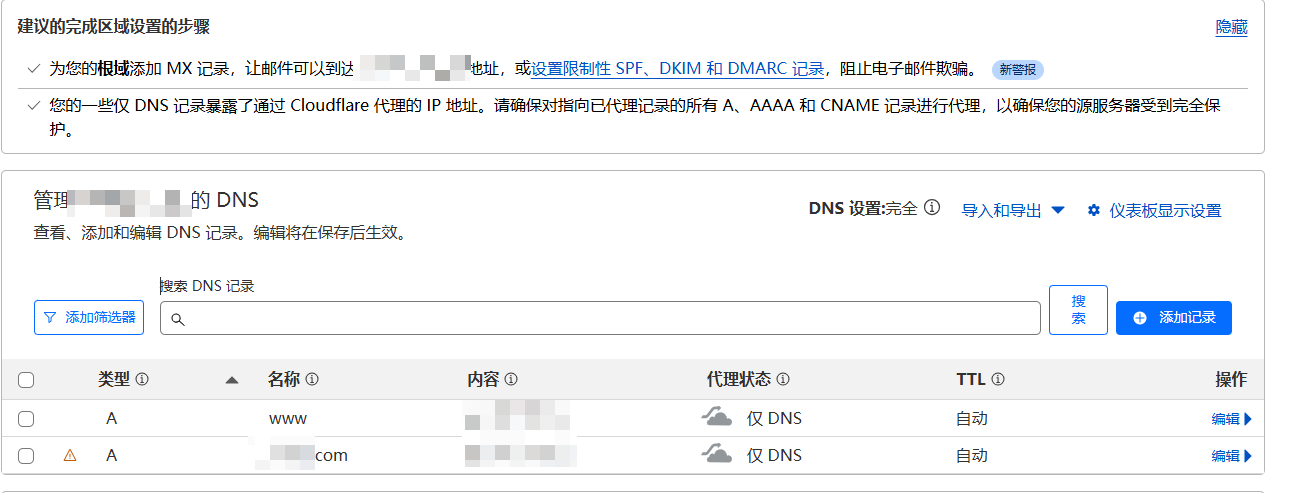 建议的完成区域设置的步骤
隐藏
为您的根域添加 MX 记录，让邮件可以到达 地址，或设置限制性 SPF、DKIM 和 DMARC 记录，阻止电子邮件欺骗。 新警报
您的一些仅 DNS 记录暴露了通过 Cloudflare 代理的 IP 地址。请确保对指向已代理记录的所有 A、AAAA 和 CNAME 记录进行代理，以确保您的源服务器受到完全保
护。
管理 的 DNS
DNS 设置:完全 导入和导出 仪表板显示设置
查看、添加和编辑 DNS 记录。编辑将在保存后生效。
搜索 DNS 记录
添加筛选器
搜
索
添加记录
类型 名称 内容 代理状态 TTL 操作
A www 仅 DNS 自动 编辑
A com 仅 DNS 自动 编辑